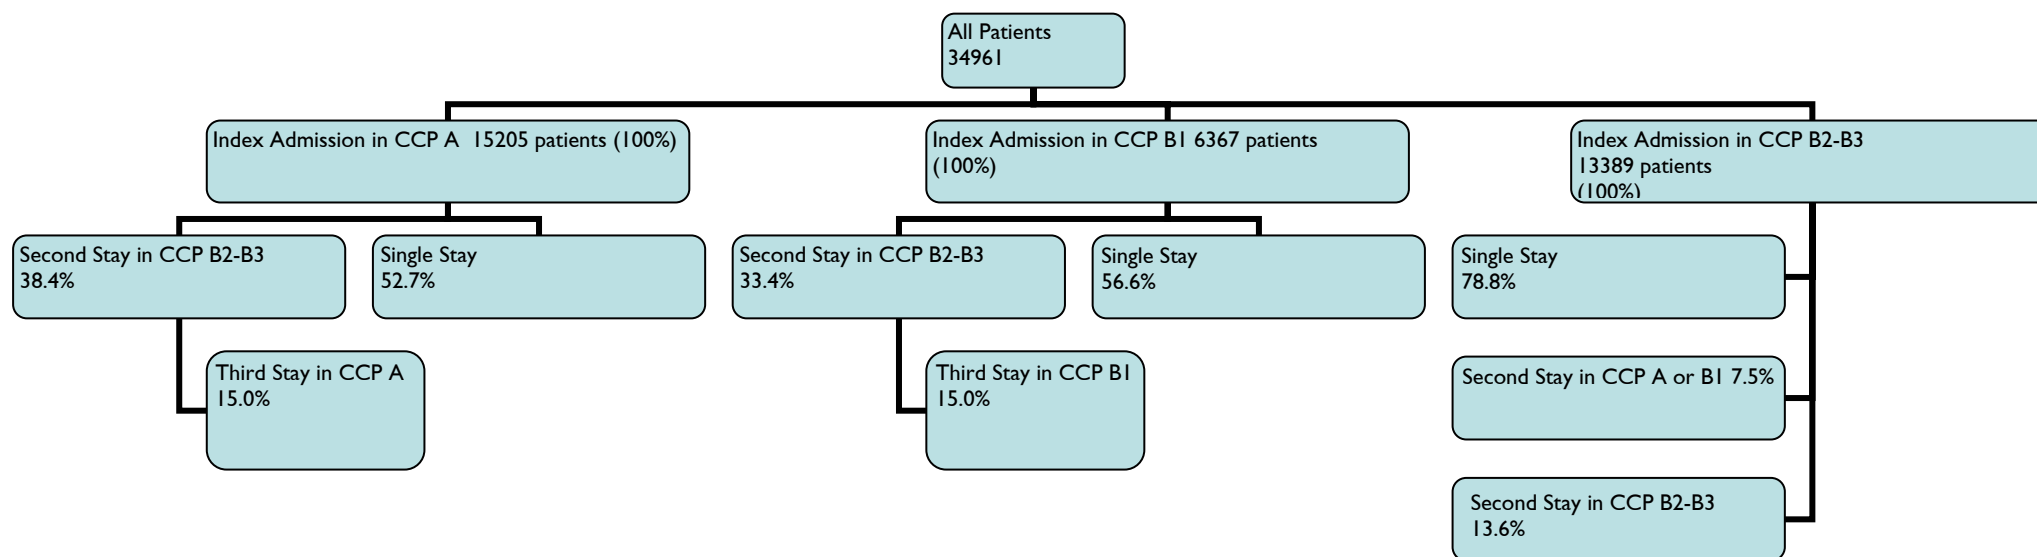 All Patients
34961
Index Admission in CCP A  15205 patients (100%)
Index Admission in CCP B1 6367 patients
(100%)
Index Admission in CCP B2-B3
13389 patients
(100%)
Second Stay in CCP B2-B3
38.4%
Single Stay
52.7%
Second Stay in CCP B2-B3
33.4%
Single Stay
56.6%
Single Stay
78.8%
Third Stay in CCP A
15.0%
Third Stay in CCP B1
15.0%
Second Stay in CCP A or B1 7.5%
Second Stay in CCP B2-B3
13.6%